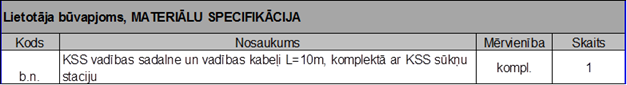 Lietotāja būvapjoms, MATERIĀLU SPECIFIKĀCIJA
Kods Nosaukums Mērvienība Skaits
b.n. KSS vadības sadalne un vadības kabeļi L=10m, komplektā ar KSS sūkņu staciju kompl. 1